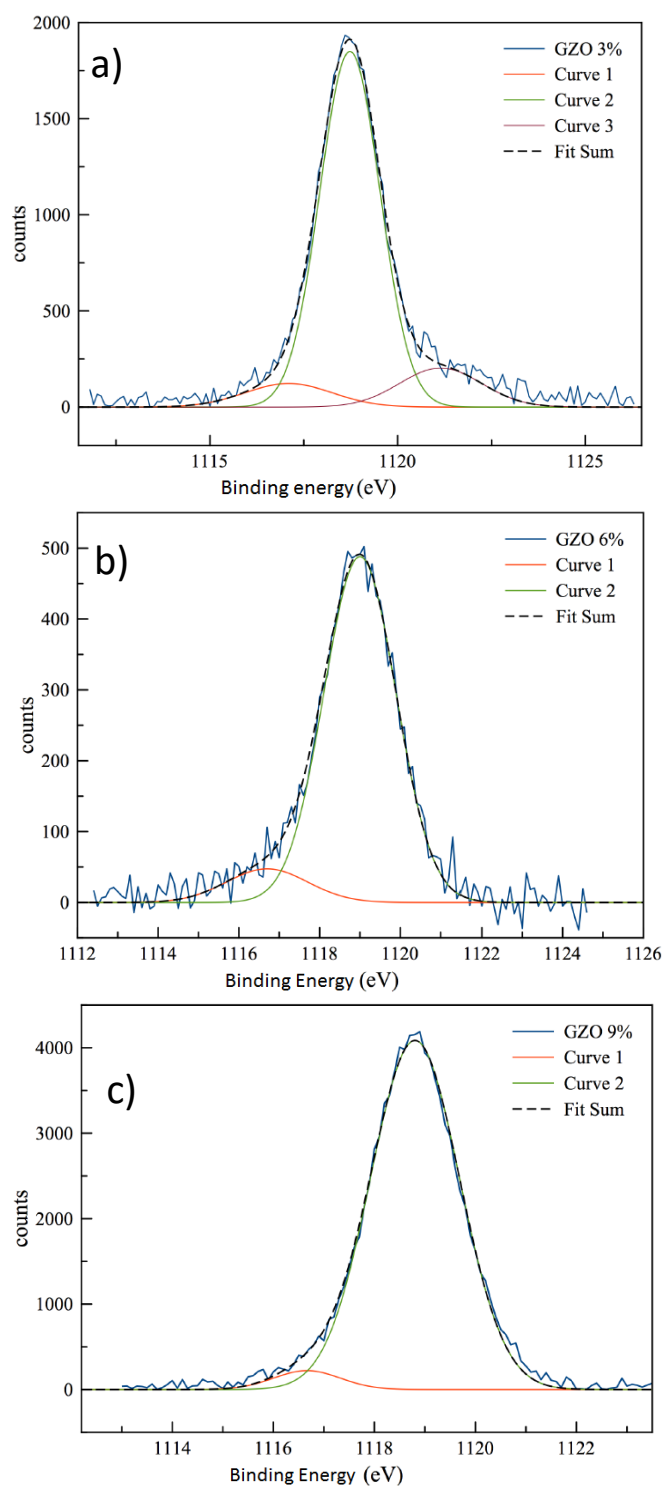 a)
2000
1500
1000
500
0
counts
GZO 3%
Curve 1
Curve 2
Curve 3
Fit Sum
1115 1120 1125
Binding energy (eV)
b)
500
400
300
200
100
0
counts
GZO 6%
Curve 1
Curve 2
Fit Sum
1112 1114 1116 1118 1120 1122 1124 1126
Binding Energy (eV)
c)
4000
3000
2000
1000
0
counts
GZO 9%
Curve 1
Curve 2
Fit Sum
1114 1116 1118 1120 1122
Binding Energy (eV)